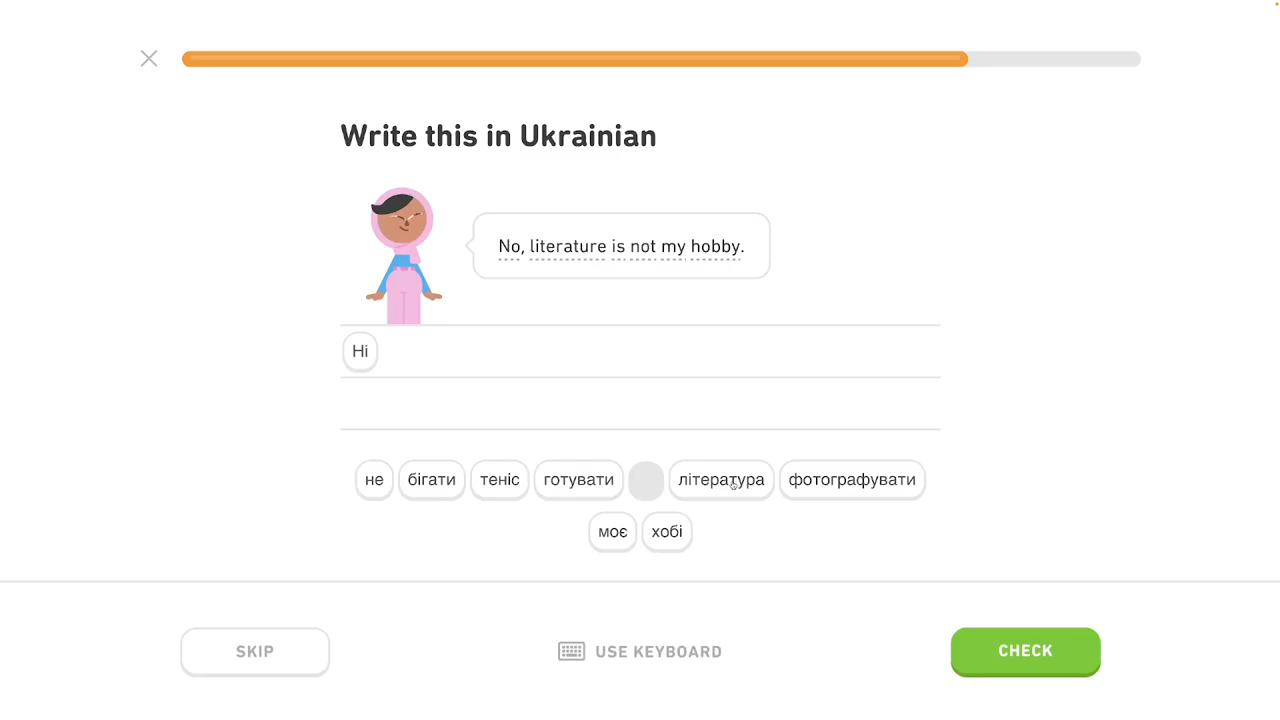 Write this in Ukrainian
No, literature is not my hobby.
Ні
не бігати теніс готувати література фотографувати
моє хобі
SKIP USE KEYBOARD CHECK